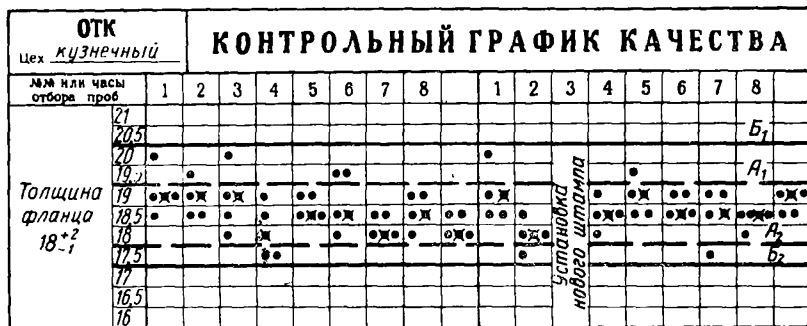 ОТК
Цех кузнечный
КОНТРОЛЬНЫЙ ГРАФИК КАЧЕСТВА
№№ или часы
отбора проб
1 2 3 4 5 6 7 8 1 2 3 4 5 6 7 8
Толщина
фланца
18 +2 -1
21
20,5
20
19,5
19
18,5
18
17,5
17
16,5
16
Установка
нового штампа
Б1
А1
А2
Б2